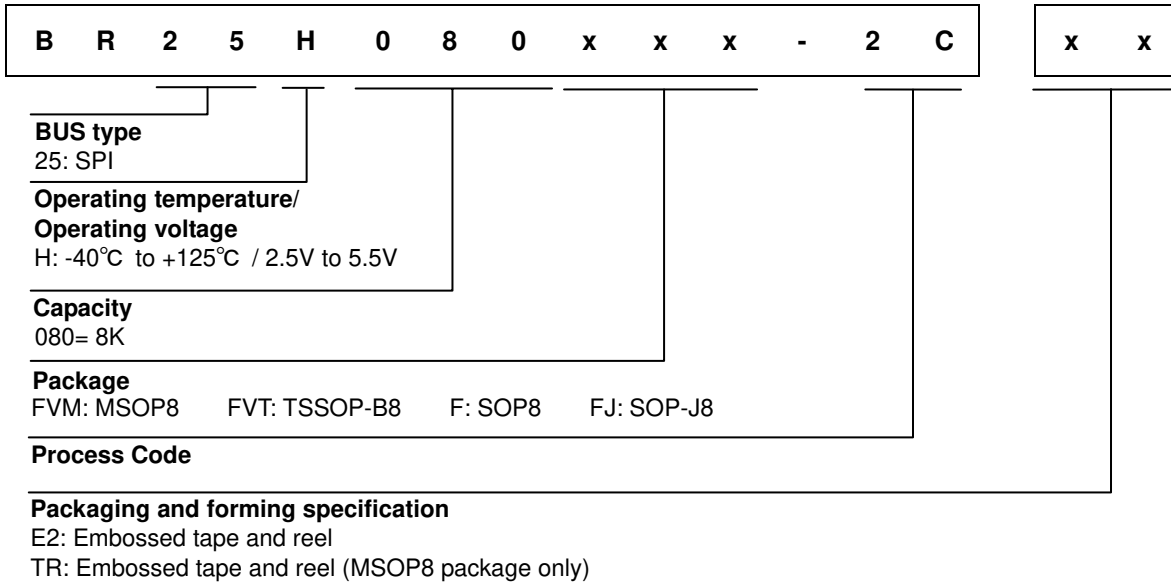 B R 2 5 H 0 8 0 x x x - 2 C x x
BUS type
25: SPI
Operating temperature/
Operating voltage
H: -40℃ to +125℃ / 2.5V to 5.5V
Capacity
080= 8K
Package
FVM: MSOP8 FVT: TSSOP-B8 F: SOP8 FJ: SOP-J8
Process Code
Packaging and forming specification
E2: Embossed tape and reel
TR: Embossed tape and reel (MSOP8 package only)